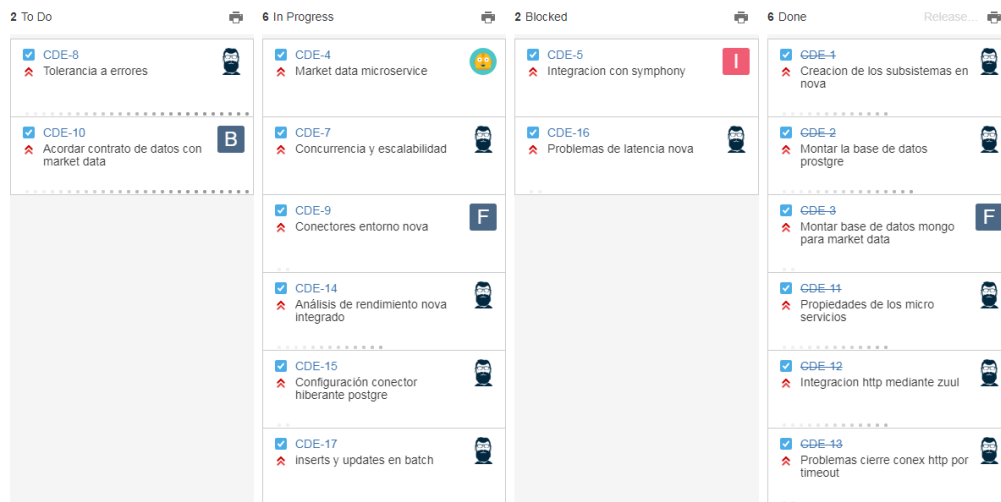 2 To Do
CDE-8
Tolerancia a errores
CDE-10
Acordar contrato de datos con
market data
B
6 In Progress
CDE-4
Market data microservice
CDE-7
Concurrencia y escalabilidad
CDE-9
Conectores entorno nova
F
CDE-14
Análisis de rendimiento nova
integrado
CDE-15
Configuración conector
hiberante postgre
CDE-17
inserts y updates en batch
2 Blocked
CDE-5
Integracion con symphony
I
CDE-16
Problemas de latencia nova
6 Done
Release...
CDE-1
Creacion de los subsistemas en
nova
CDE-2
Montar la base de datos
prostgre
CDE-3
Montar base de datos mongo
para market data
F
CDE-11
Propiedades de los micro
servicios
CDE-12
Integracion http mediante zuul
CDE-13
Problemas cierre conex http por
timeout